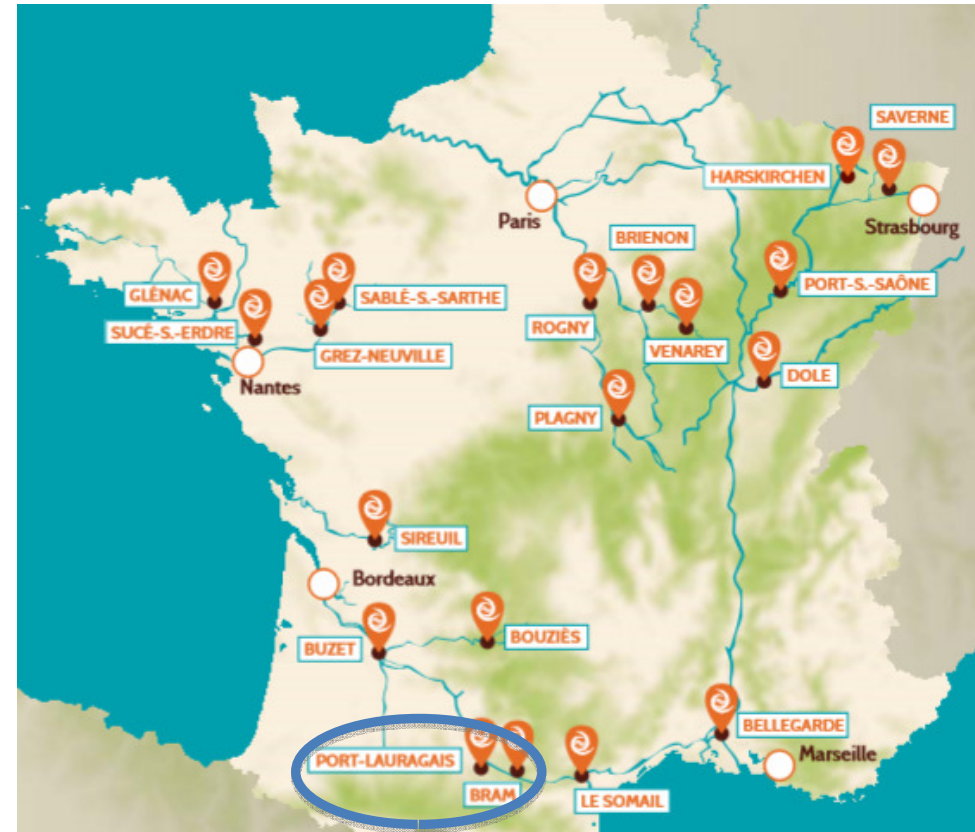 SAVERNE
HARSKIRCHEN
Paris
Strasbourg
BRIENON
GLÉNAC
SABLÉ-S.-SARTHE
PORT-S.-SAÔNE
SUCÉ-S.-ERDRE
ROGNY
GREZ-NEUVILLE
VENAREY
Nantes
DOLE
PLAGNY
SIREUIL
Bordeaux
BOUZIÈS
BUZET
BELLEGARDE
PORT-LAURAGAIS
Marseille
BRAM
LE SOMAIL